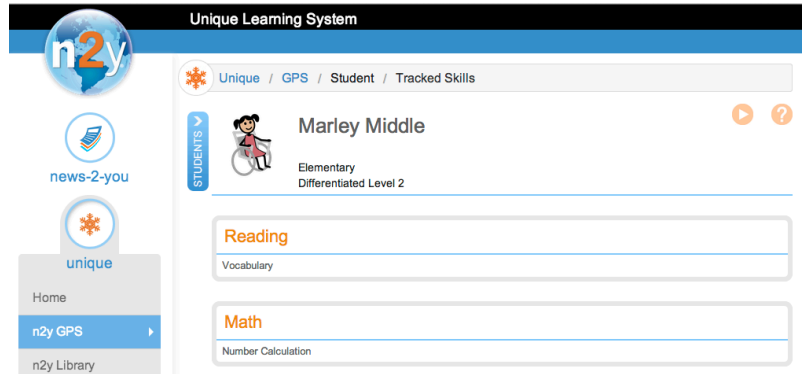 Unique Learning System
n2y
Unique / GPS / Student / Tracked Skills
STUDENTS >
Marley Middle
?
Elementary
Differentiated Level 2
news-2-you
Reading
Vocabulary
unique
Home
Math
n2y GPS
Number Calculation
n2y Library